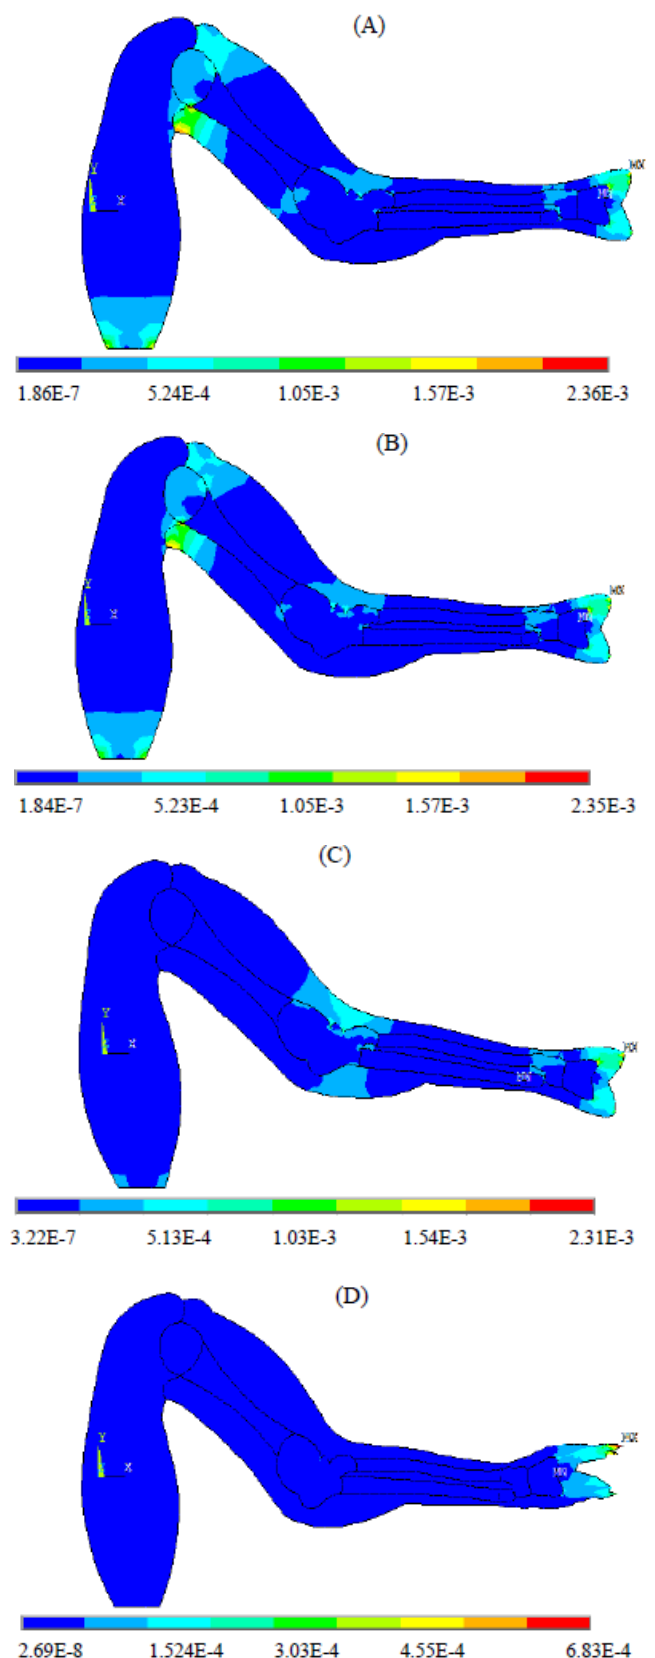 (A)
MX
MN
Y
X
1.86E-7 5.24E-4 1.05E-3 1.57E-3 2.36E-3
(B)
MX
MN
Y
X
1.84E-7 5.23E-4 1.05E-3 1.57E-3 2.35E-3
(C)
Y
X
MX
MN
3.22E-7 5.13E-4 1.03E-3 1.54E-3 2.31E-3
(D)
Y
MX
X
MN
2.69E-8 1.524E-4 3.03E-4 4.55E-4 6.83E-4